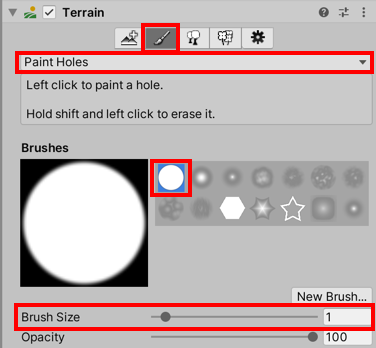 Terrain
Paint Holes
Left click to paint a hole.
Hold shift and left click to erase it.
Brushes
New Brush...
Brush Size 1
Opacity 100